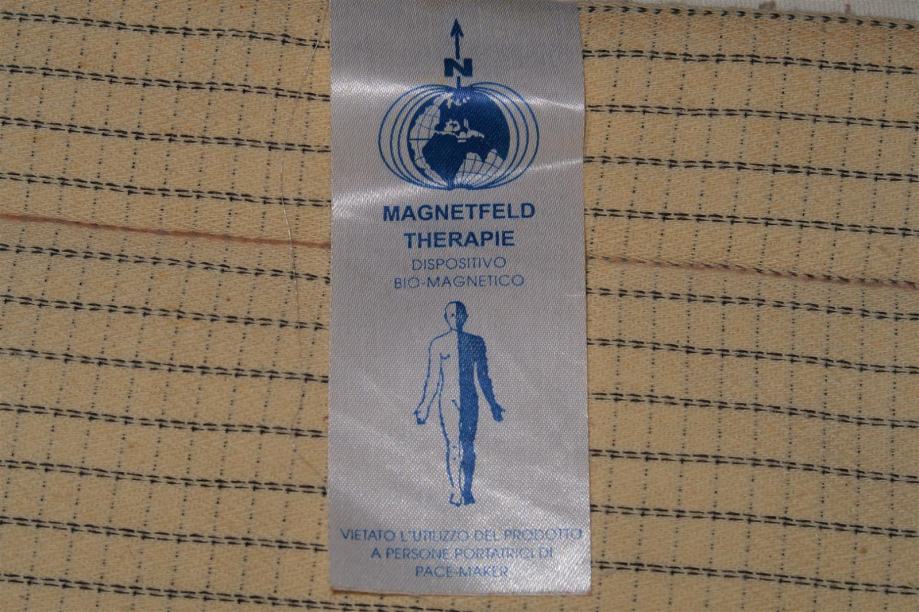 N
MAGNETFELD
THERAPIE
DISPOSITIVO
BIO-MAGNETICO
VIETATO L'UTILIZZO DEL PRODOTTO
A PERSONE PORTATRICI DI
PACE-MAKER